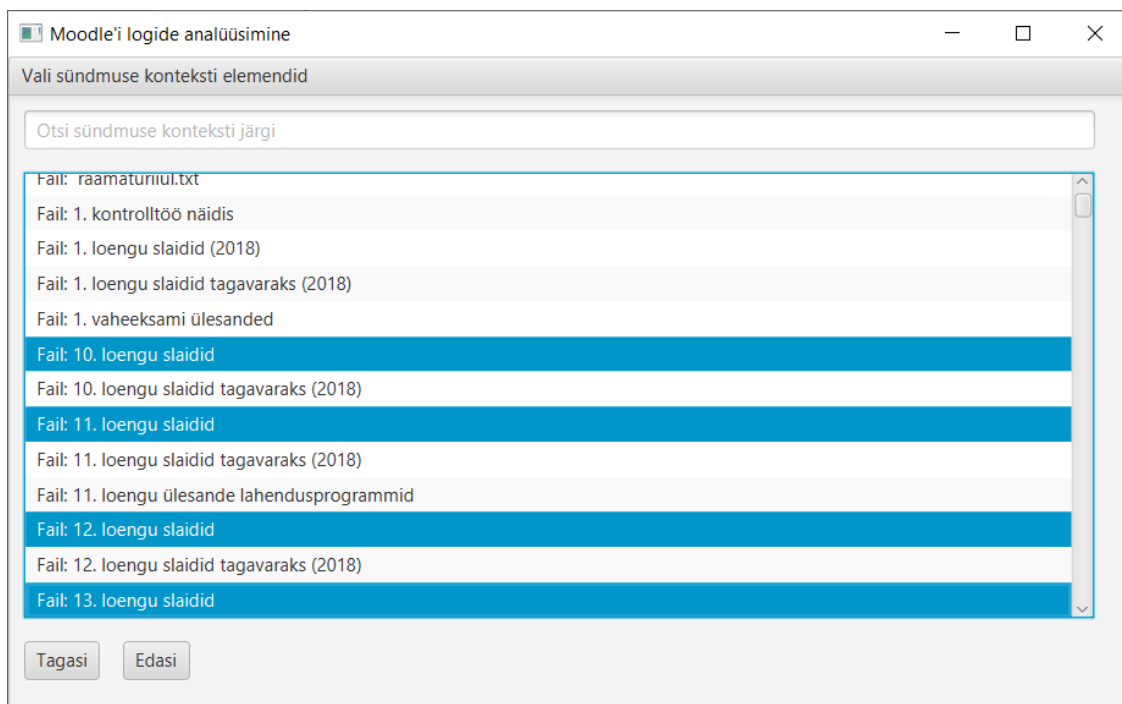 Moodle'i logide analüüsimine
Vali sündmuse konteksti elemendid
Otsi sündmuse konteksti järgi
Fail: raamaturiiul.txt
Fail: 1. kontrolltöö näidis
Fail: 1. loengu slaidid (2018)
Fail: 1. loengu slaidid tagavaraks (2018)
Fail: 1. vaheeksami ülesanded
Fail: 10. loengu slaidid
Fail: 10. loengu slaidid tagavaraks (2018)
Fail: 11. loengu slaidid
Fail: 11. loengu slaidid tagavaraks (2018)
Fail: 11. loengu ülesande lahendusprogrammid
Fail: 12. loengu slaidid
Fail: 12. loengu slaidid tagavaraks (2018)
Fail: 13. loengu slaidid
Tagasi
Edasi